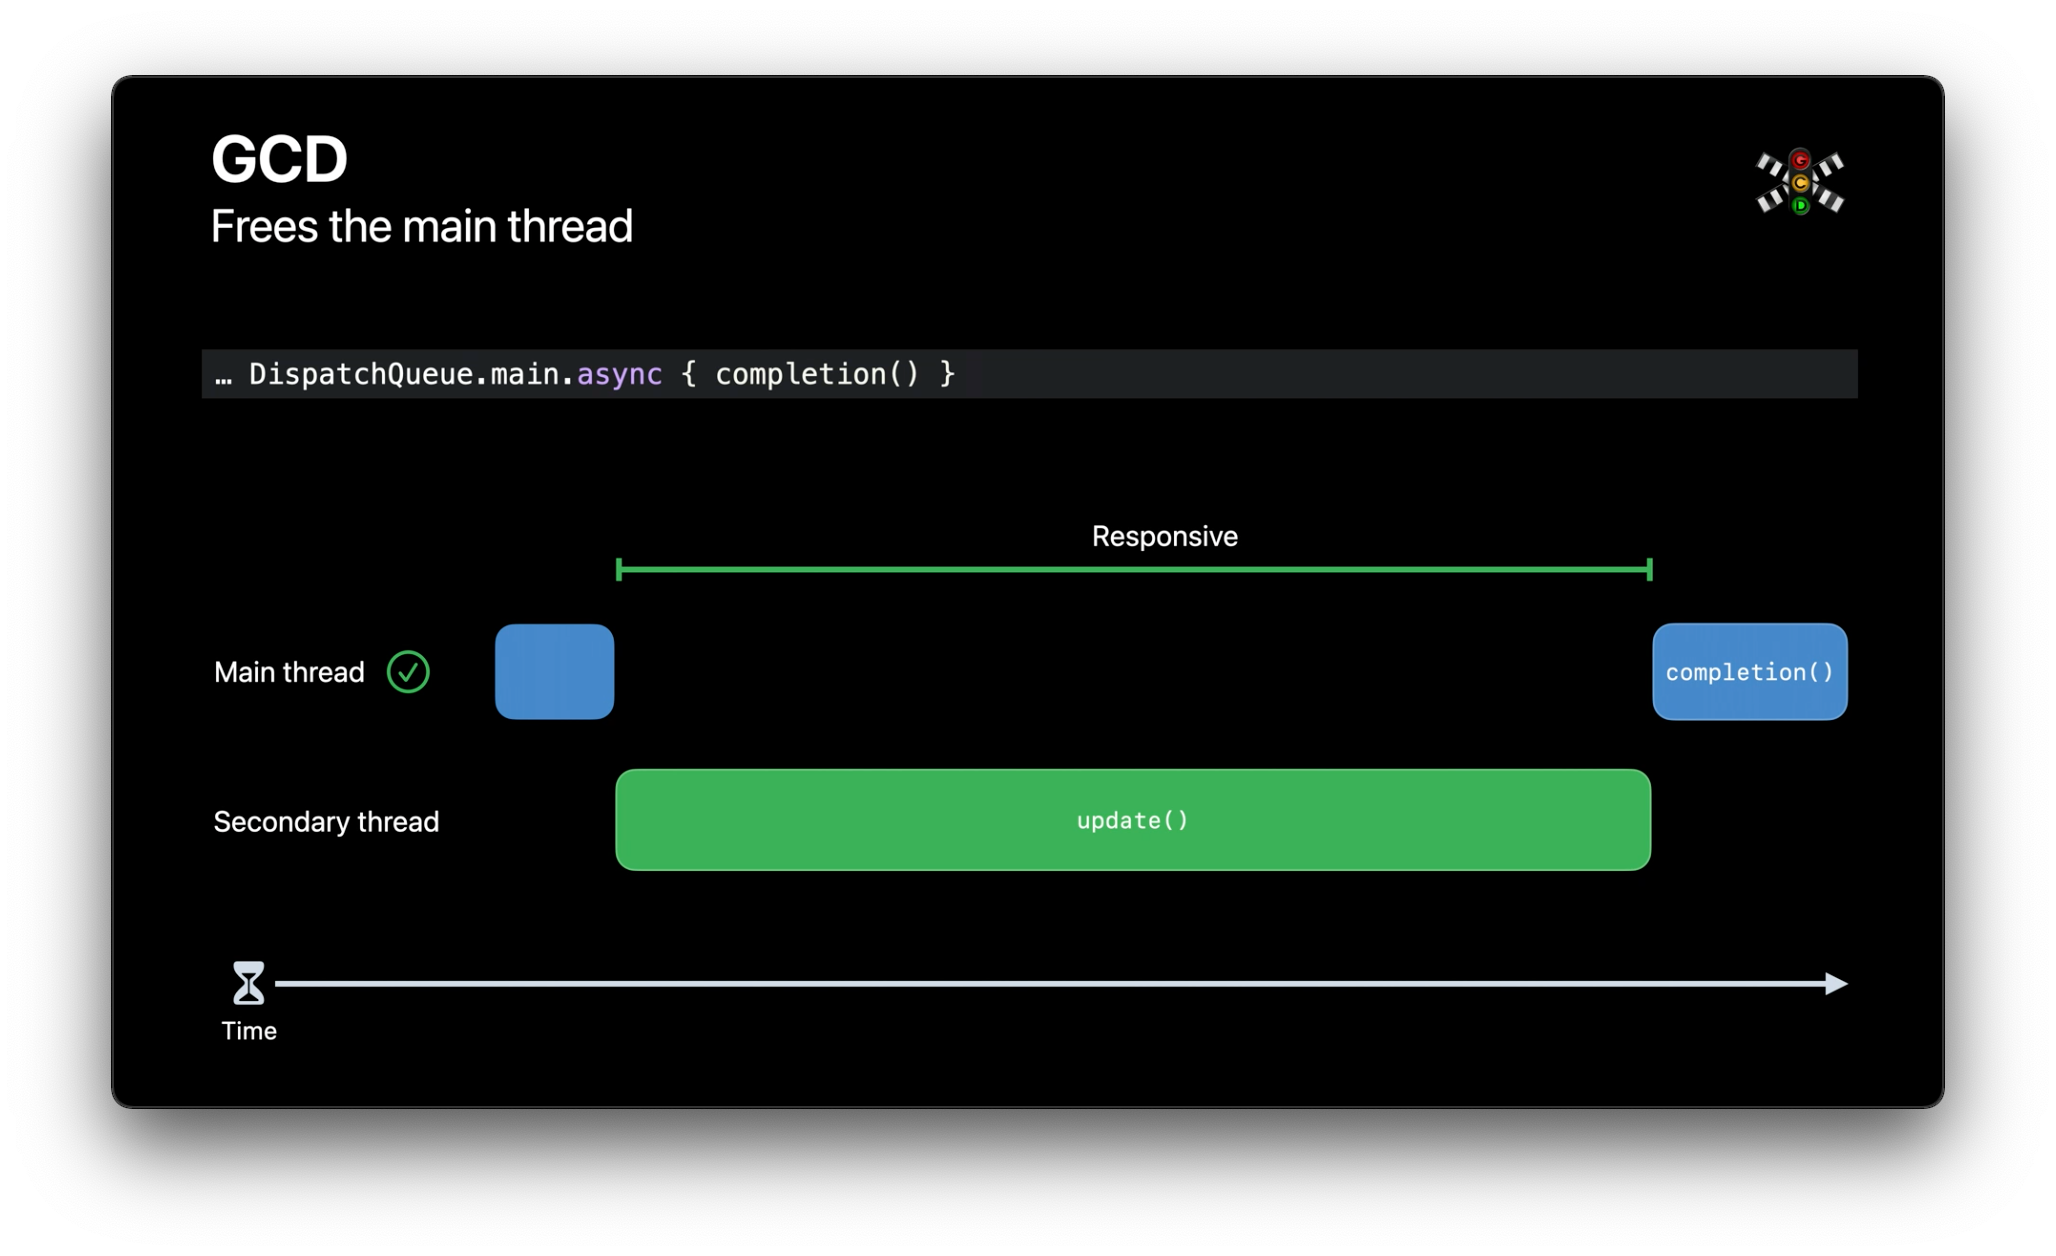 GCD
Frees the main thread
G
C
D
… DispatchQueue.main.async { completion() }
Responsive
Main thread
completion()
Secondary thread
update()
Time